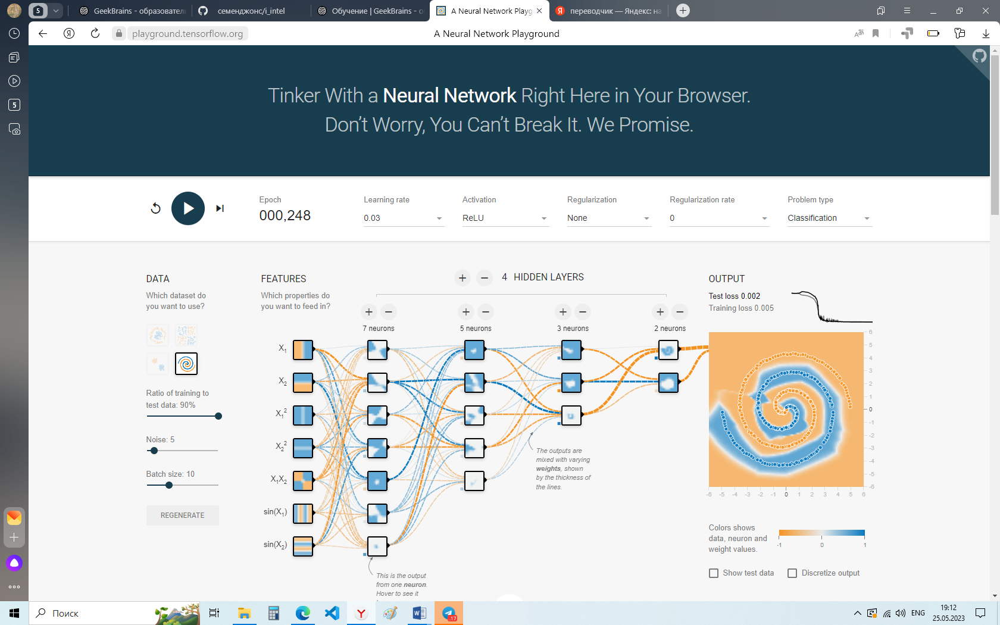 5
GeekBrains - образовател
семенджонс/i_intel
Обучение | GeekBrains - о
A Neural Network Playg
переводчик — Яндекс: на
playground.tensorflow.org
A Neural Network Playground
5
Tinker With a Neural Network Right Here in Your Browser.
Don't Worry, You Can't Break It. We Promise.
Epoch
000,248
Learning rate
0.03
Activation
ReLU
Regularization
None
Regularization rate
0
Problem type
Classification
DATA
Which dataset do
you want to use?
Ratio of training to
test data: 90%
Noise: 5
Batch size: 10
REGENERATE
FEATURES
Which properties do
you want to feed in?
X₁
X₂
X₁²
X₂²
X₁X₂
sin(X₁)
sin(X₂)
+ − 4 HIDDEN LAYERS
+ − + − + − + −
7 neurons 5 neurons 3 neurons 2 neurons
The outputs are
mixed with varying
weights, shown
by the thickness of
the lines.
This is the output
from one neuron.
Hover to see it
OUTPUT
Test loss 0.002
Training loss 0.005
6
5
4
3
2
1
0
-1
-2
-3
-4
-5
-6
-6 -5 -4 -3 -2 -1 0 1 2 3 4 5 6
Colors shows
data, neuron and
weight values.
-1 0 1
Show test data
Discretize output
Поиск
..17
ENG
19:12
25.05.2023